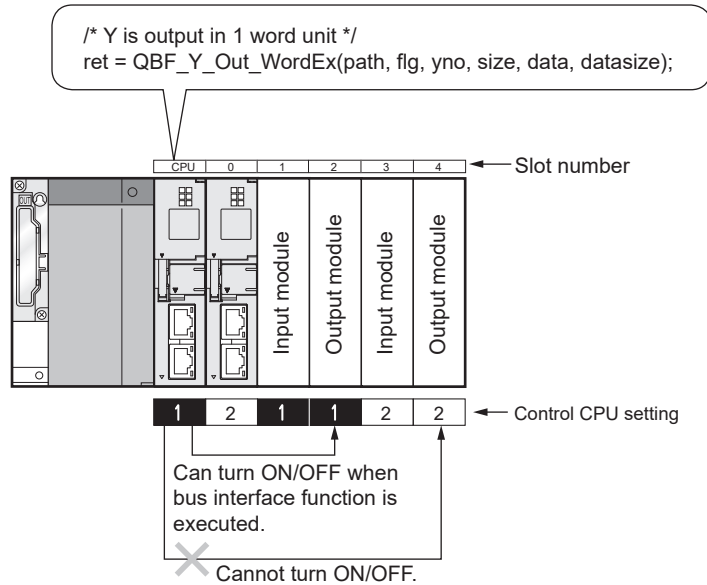 /* Y is output in 1 word unit */
ret = QBF_Y_Out_WordEx(path, flg, yno, size, data, datasize);
CPU 0 1 2 3 4 Slot number
OUT
Input module
Output module
Input module
Output module
1 2 1 1 2 2 Control CPU setting
Can turn ON/OFF when
bus interface function is
executed.
Cannot turn ON/OFF.